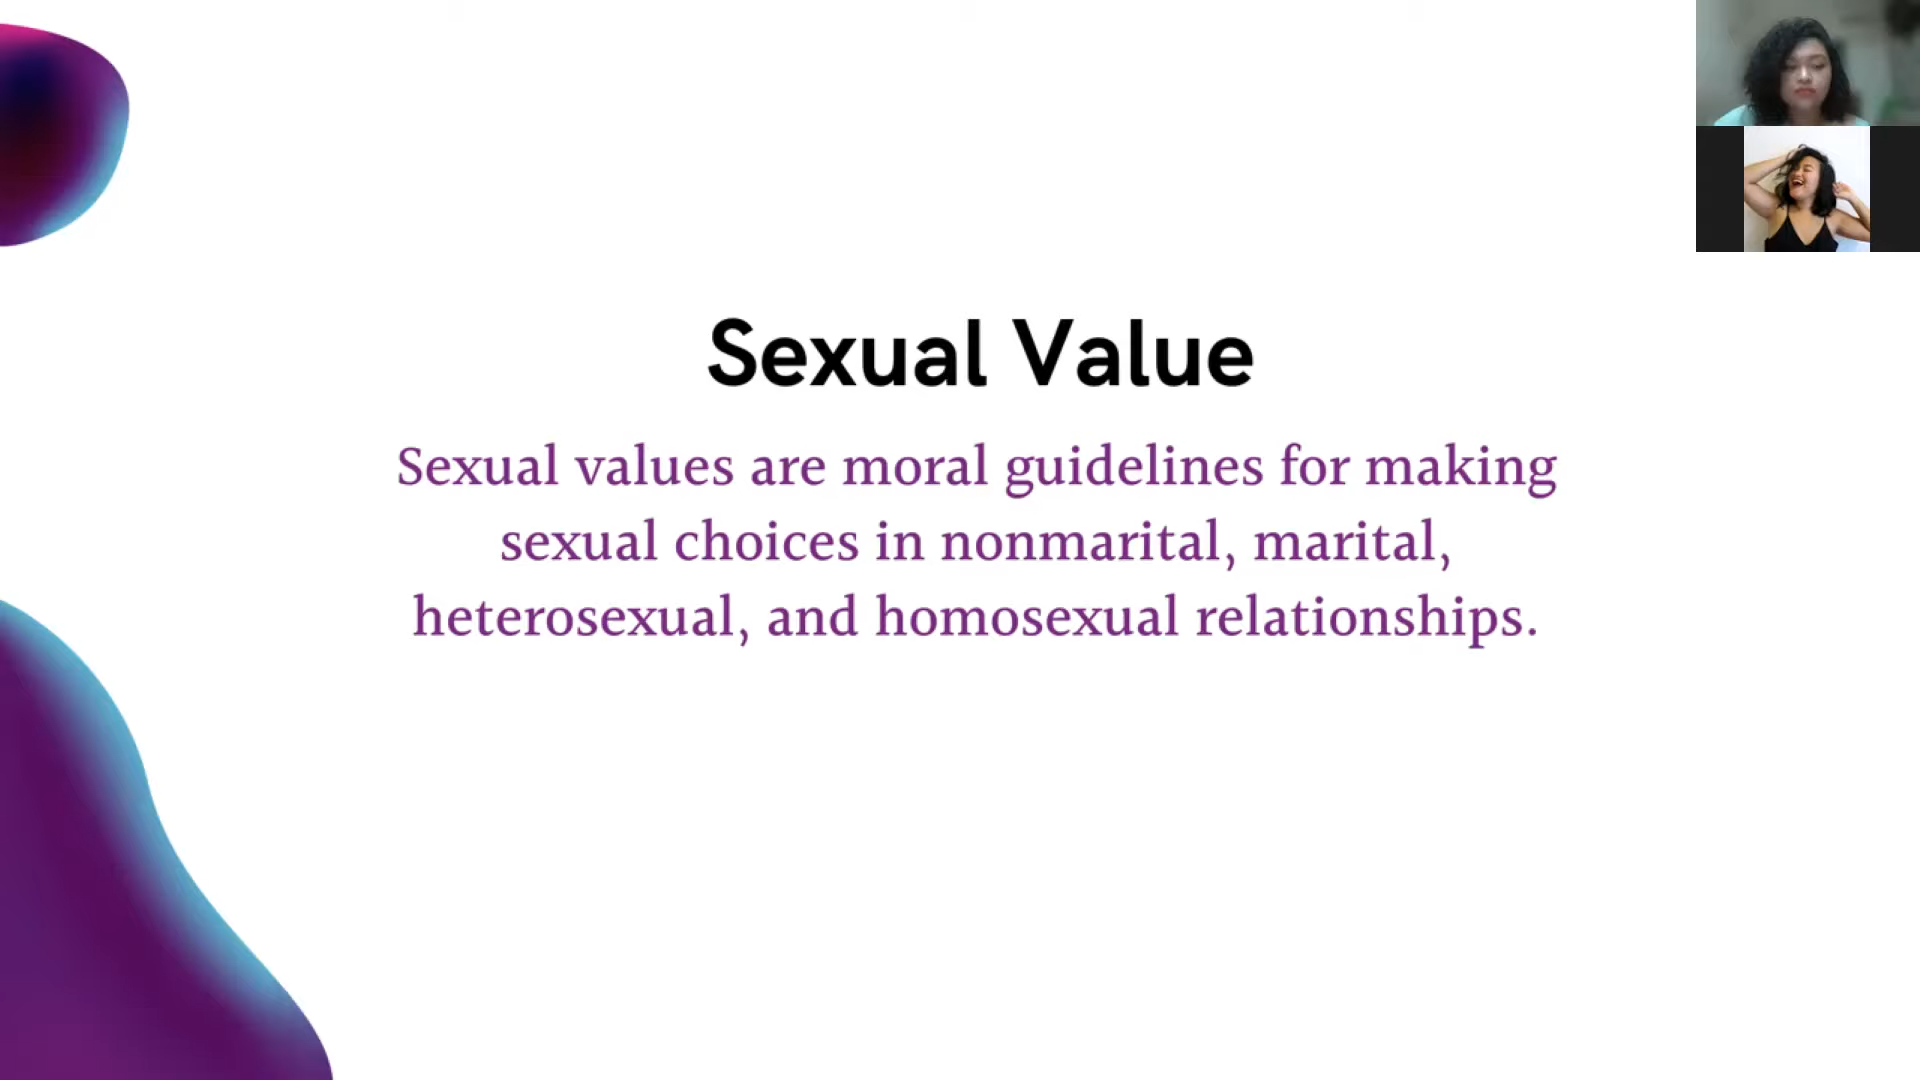 Sexual Value
Sexual values are moral guidelines for making
sexual choices in nonmarital, marital,
heterosexual, and homosexual relationships.